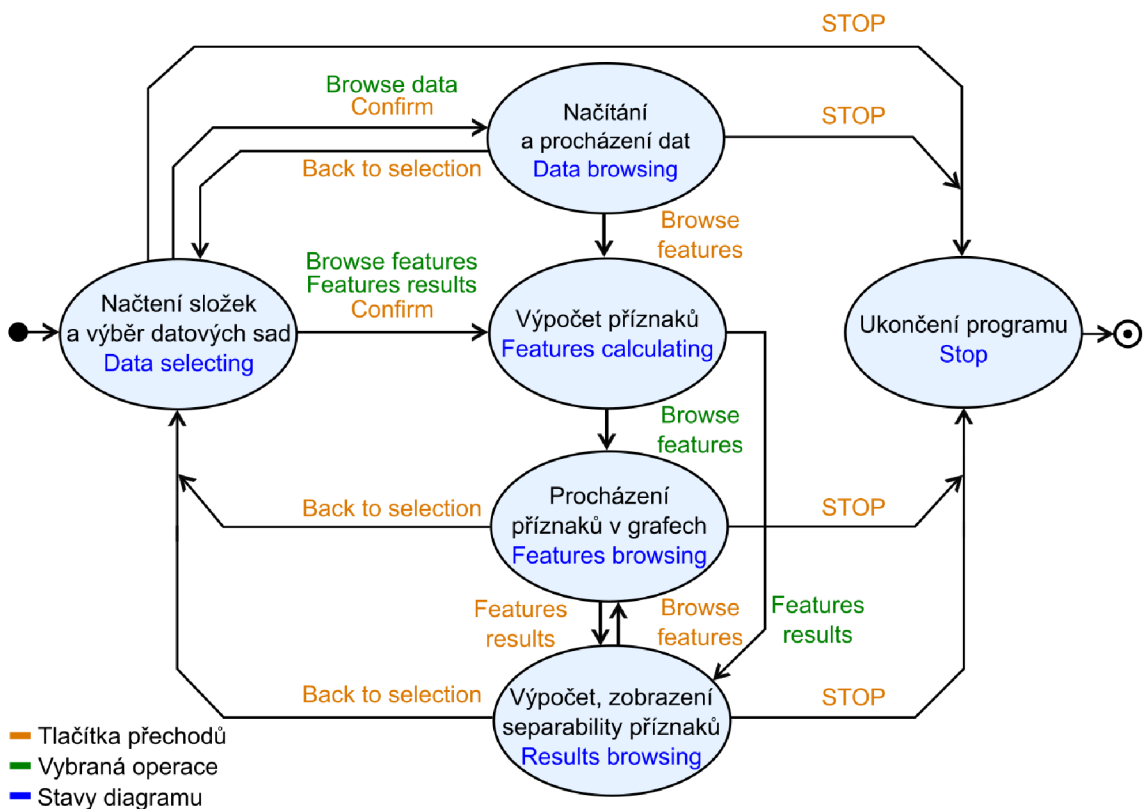 STOP
Browse data
Confirm
Načítání
a procházení dat
Data browsing
STOP
Back to selection
Browse
features
Browse features
Features results
Confirm
Načtení složek
a výběr datových sad
Data selecting
Výpočet příznaků
Features calculating
Ukončení programu
Stop
Browse
features
Back to selection
Procházení
příznaků v grafech
Features browsing
STOP
Features
results
Browse
features
Features
results
Back to selection
Výpočet, zobrazení
separability příznaků
Results browsing
STOP
Tlačítka přechodů
Vybraná operace
Stavy diagramu